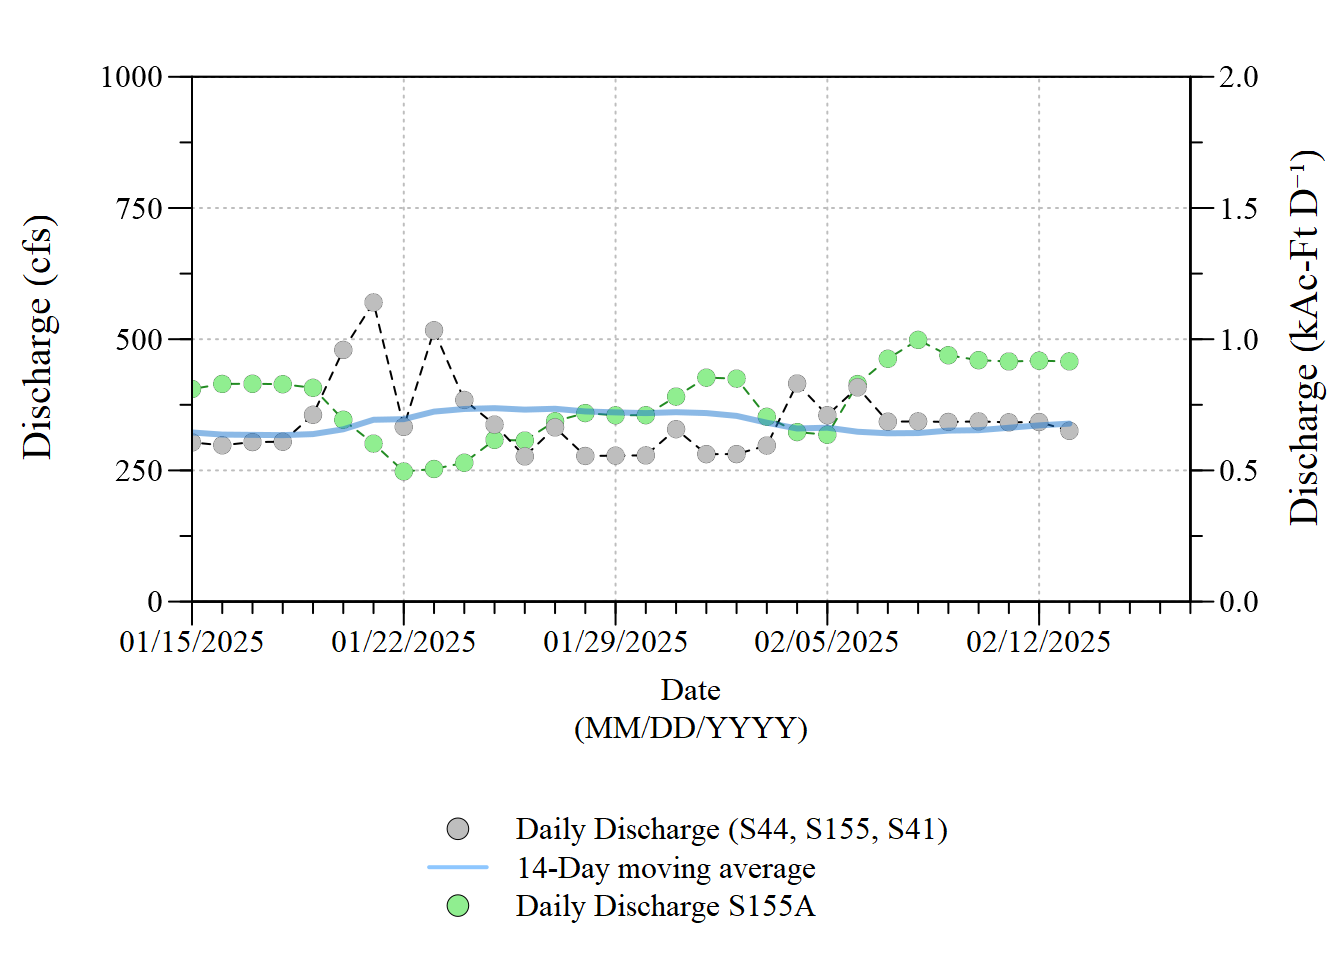 1000
750
500
250
0
Discharge (cfs)
2.0
1.5
1.0
0.5
0.0
Discharge (kAc-Ft D⁻¹)
01/15/2025 01/22/2025 01/29/2025 02/05/2025 02/12/2025
Date
(MM/DD/YYYY)
Daily Discharge (S44, S155, S41)
14-Day moving average
Daily Discharge S155A